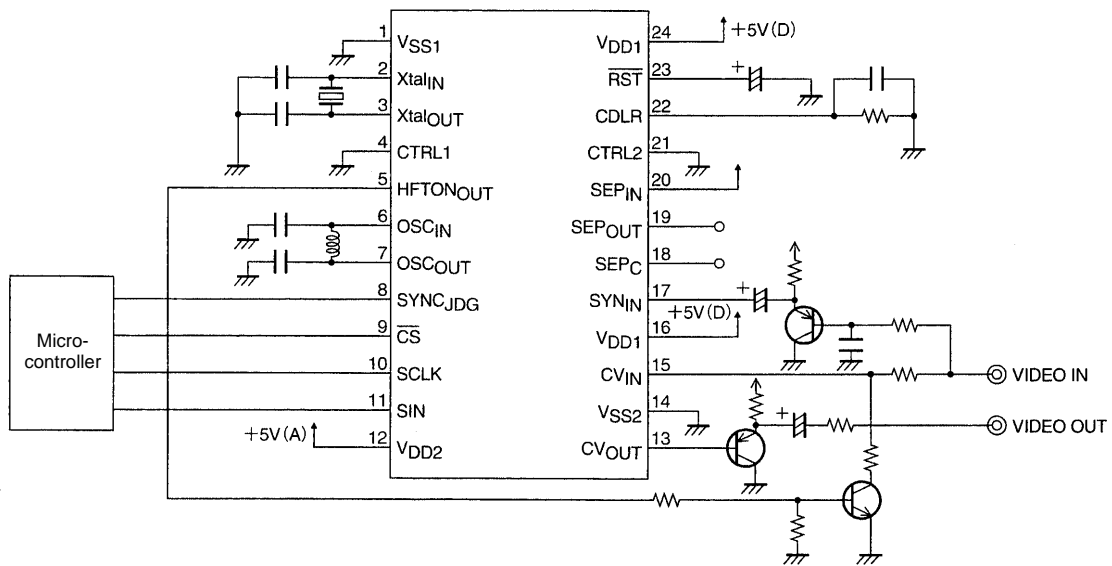 1 VSS1
2 XtalIN
3 XtalOUT
4 CTRL1
5 HFTONOUT
6 OSCIN
7 OSCOUT
8 SYNCJDG
9 C̅S̅
10 SCLK
11 SIN
+5V(A)
12 VDD2
Micro-
controller
VDD1 24 +5V(D)
R̅S̅T̅ 23 +
CDLR 22
CTRL2 21
SEPIN 20
SEPOUT 19
SEPC 18
SYNIN 17 +
+5V(D)
VDD1 16
CVIN 15
VIDEO IN
VSS2 14
+
VIDEO OUT
CVOUT 13